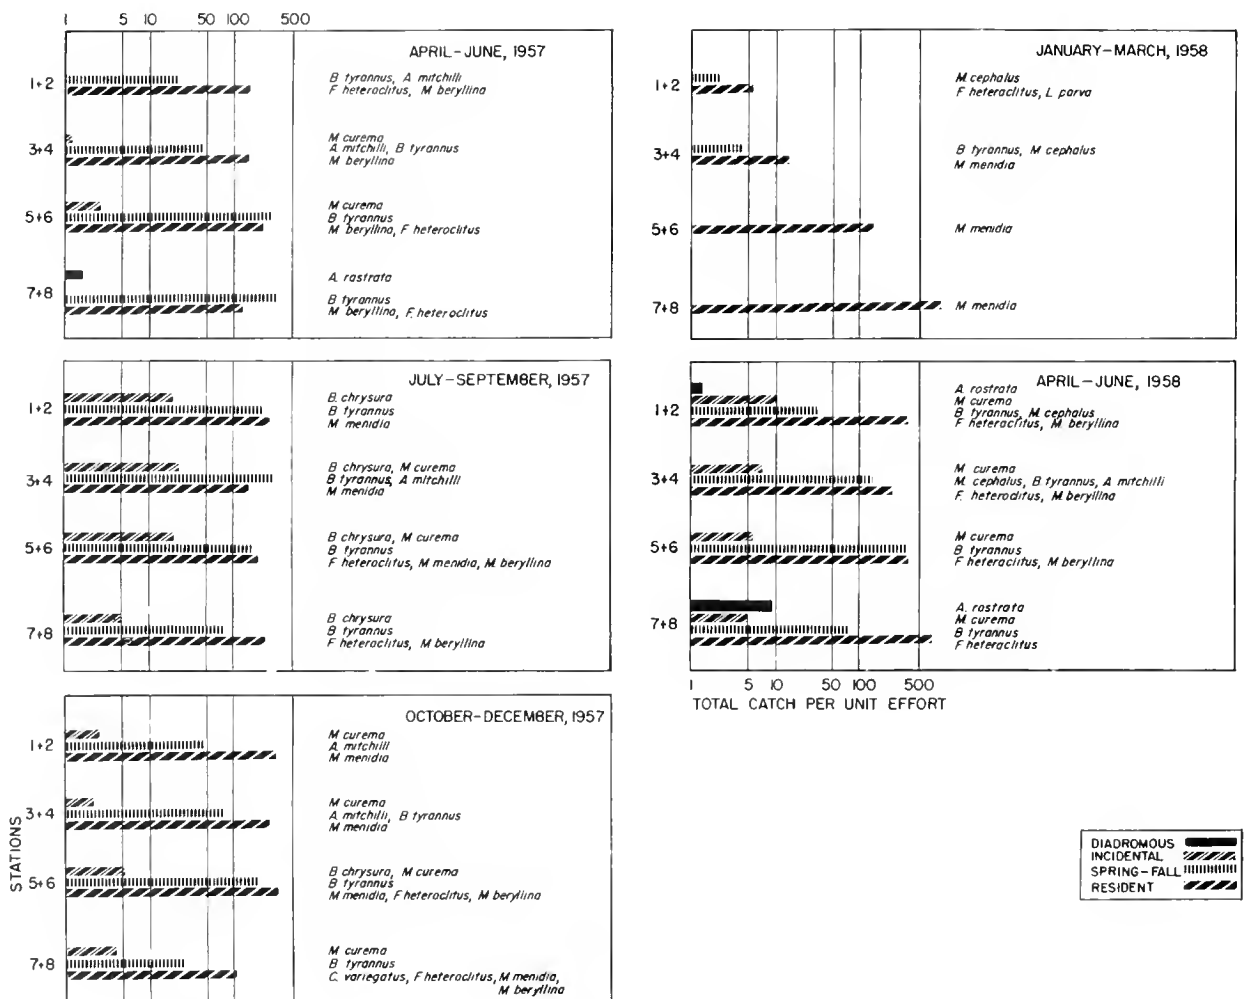 1 5 10 50 100 500
APRIL-JUNE, 1957
1+2
B tyrannus, A mitchilli
F heteroclitus, M beryllina
3+4
M curema
A mitchilli, B tyrannus
M beryllina
5+6
M curema
B tyrannus
M beryllina, F heteroclitus
7+8
A. rostrata
B tyrannus
M beryllina, F. heteroclitus
JULY-SEPTEMBER, 1957
1+2
B chrysura
B tyrannus
M menidia
3+4
B chrysura, M curema
B tyrannus, A mitchilli
M menidia
5+6
B chrysura, M curema
B tyrannus
F heteroclitus, M menidia, M beryllina
7+8
B chrysura
B tyrannus
F heteroclitus, M beryllina
OCTOBER-DECEMBER, 1957
1+2
M curema
A mitchilli
M menidia
3+4
M curema
A mitchilli, B tyrannus
M menidia
5+6
B chrysura, M curema
B tyrannus
M menidia, F heteroclitus, M beryllina
7+8
M curema
B tyrannus
C. variegatus, F heteroclitus, M menidia,
M beryllina
STATIONS
JANUARY-MARCH, 1958
1+2
M cephalus
F heteroclitus, L parva
3+4
B tyrannus, M cephalus
M menidia
5+6
M menidia
7+8
M menidia
APRIL-JUNE, 1958
1+2
A. rostrata
M curema
B tyrannus, M cephalus
F heteroclitus, M beryllina
3+4
M curema
M cephalus, B tyrannus, A mitchilli
F. heteroclitus, M beryllina
5+6
M curema
B tyrannus
F heteroclitus, M beryllina
7+8
A. rostrata
M curema
B tyrannus
F heteroclitus
1 5 10 50 100 500
TOTAL CATCH PER UNIT EFFORT
DIADROMOUS
INCIDENTAL
SPRING-FALL
RESIDENT